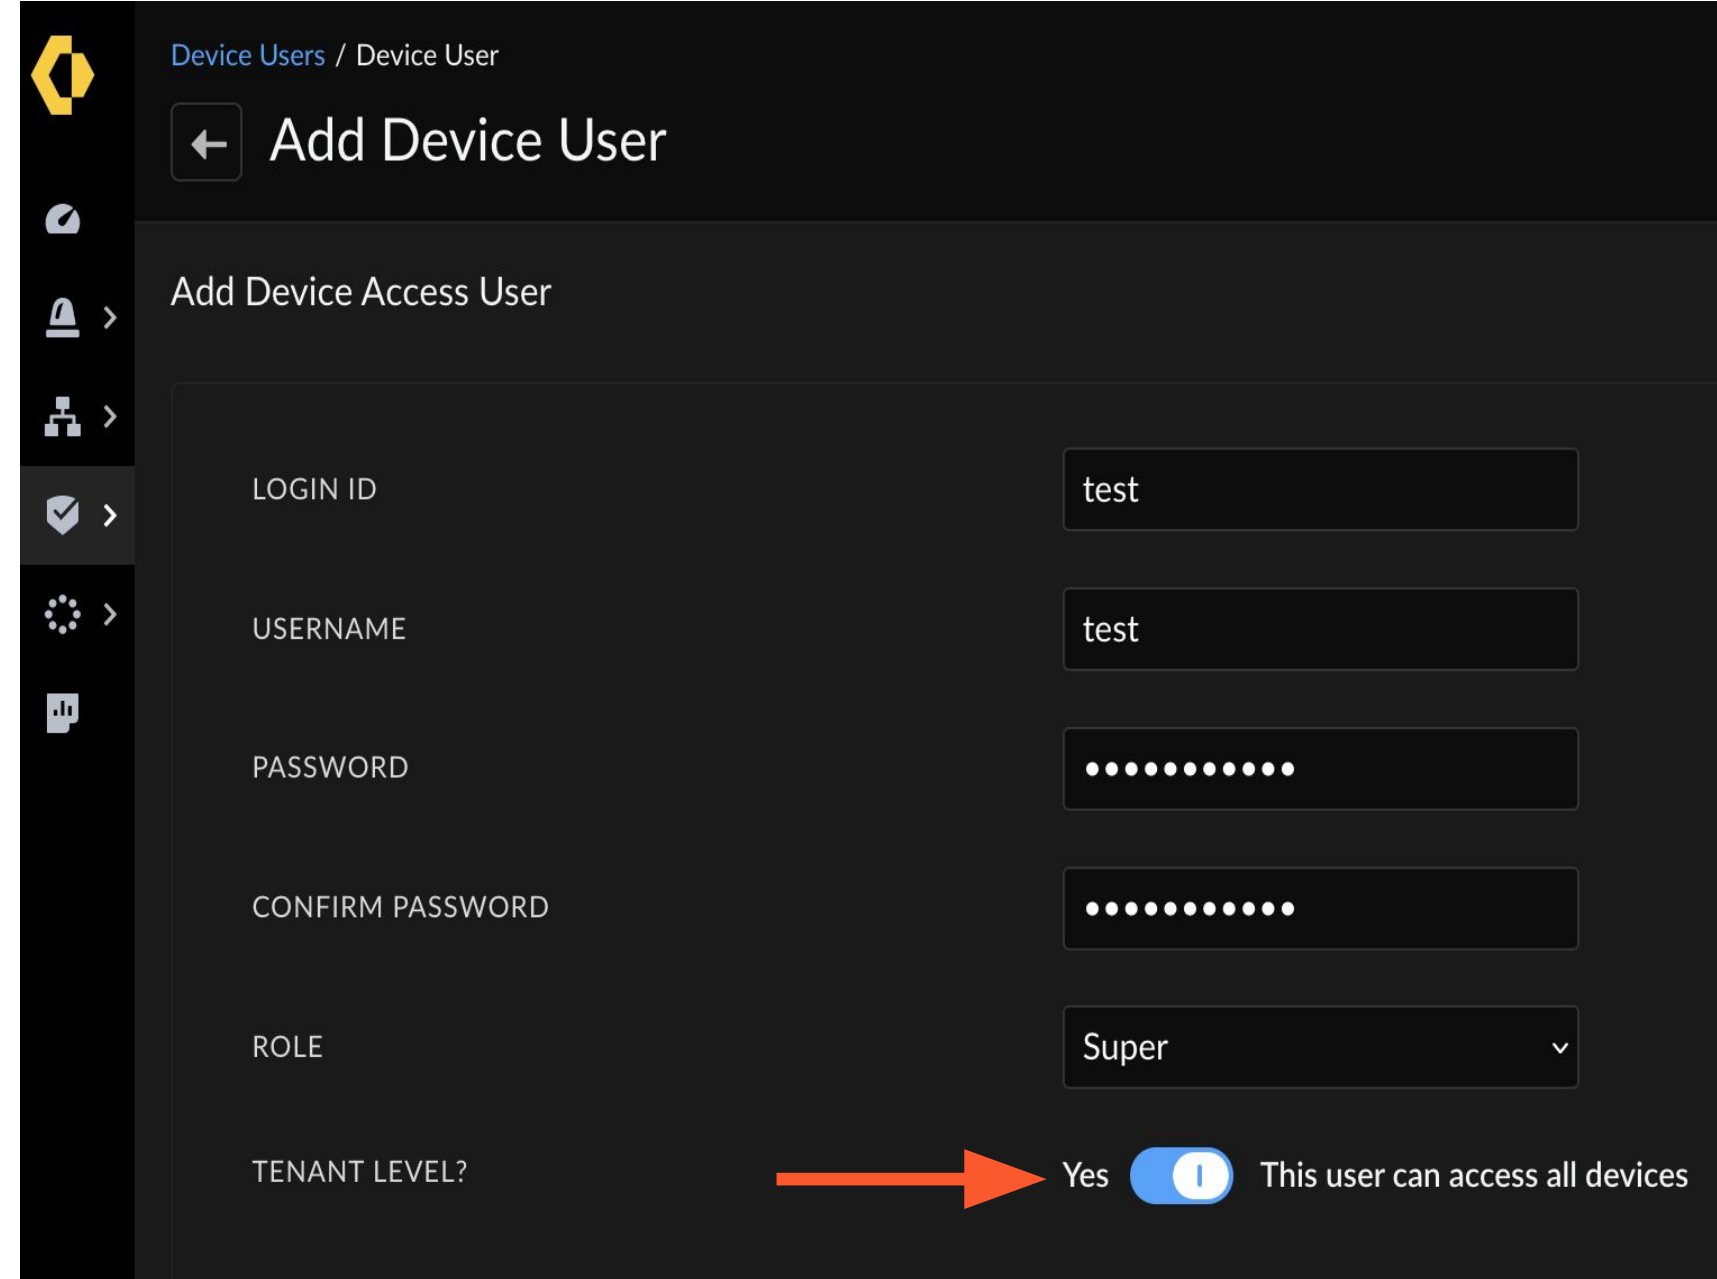 Device Users / Device User
Add Device User
Add Device Access User
LOGIN ID test
USERNAME test
PASSWORD •••••••••••
CONFIRM PASSWORD •••••••••••
ROLE Super
TENANT LEVEL? Yes This user can access all devices